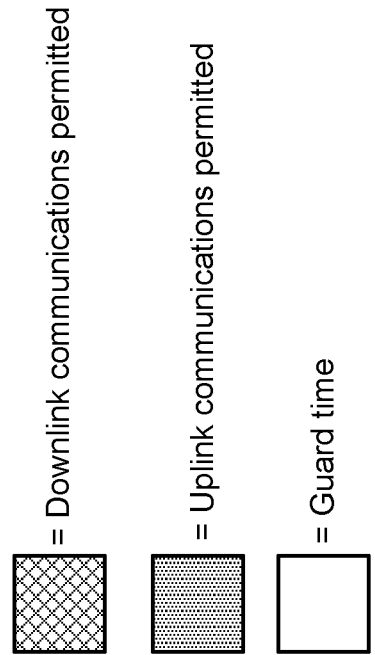 = Downlink communications permitted
= Uplink communications permitted
= Guard time